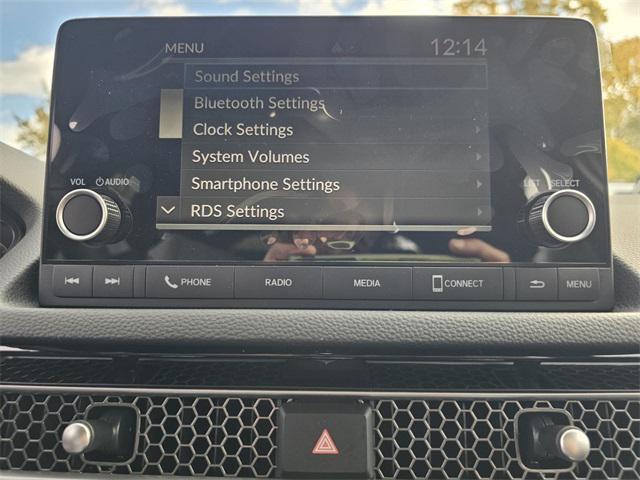 MENU 12:14
Sound Settings
Bluetooth Settings
Clock Settings
System Volumes
Smartphone Settings
RDS Settings
VOL AUDIO
LIST SELECT
PHONE RADIO MEDIA CONNECT MENU